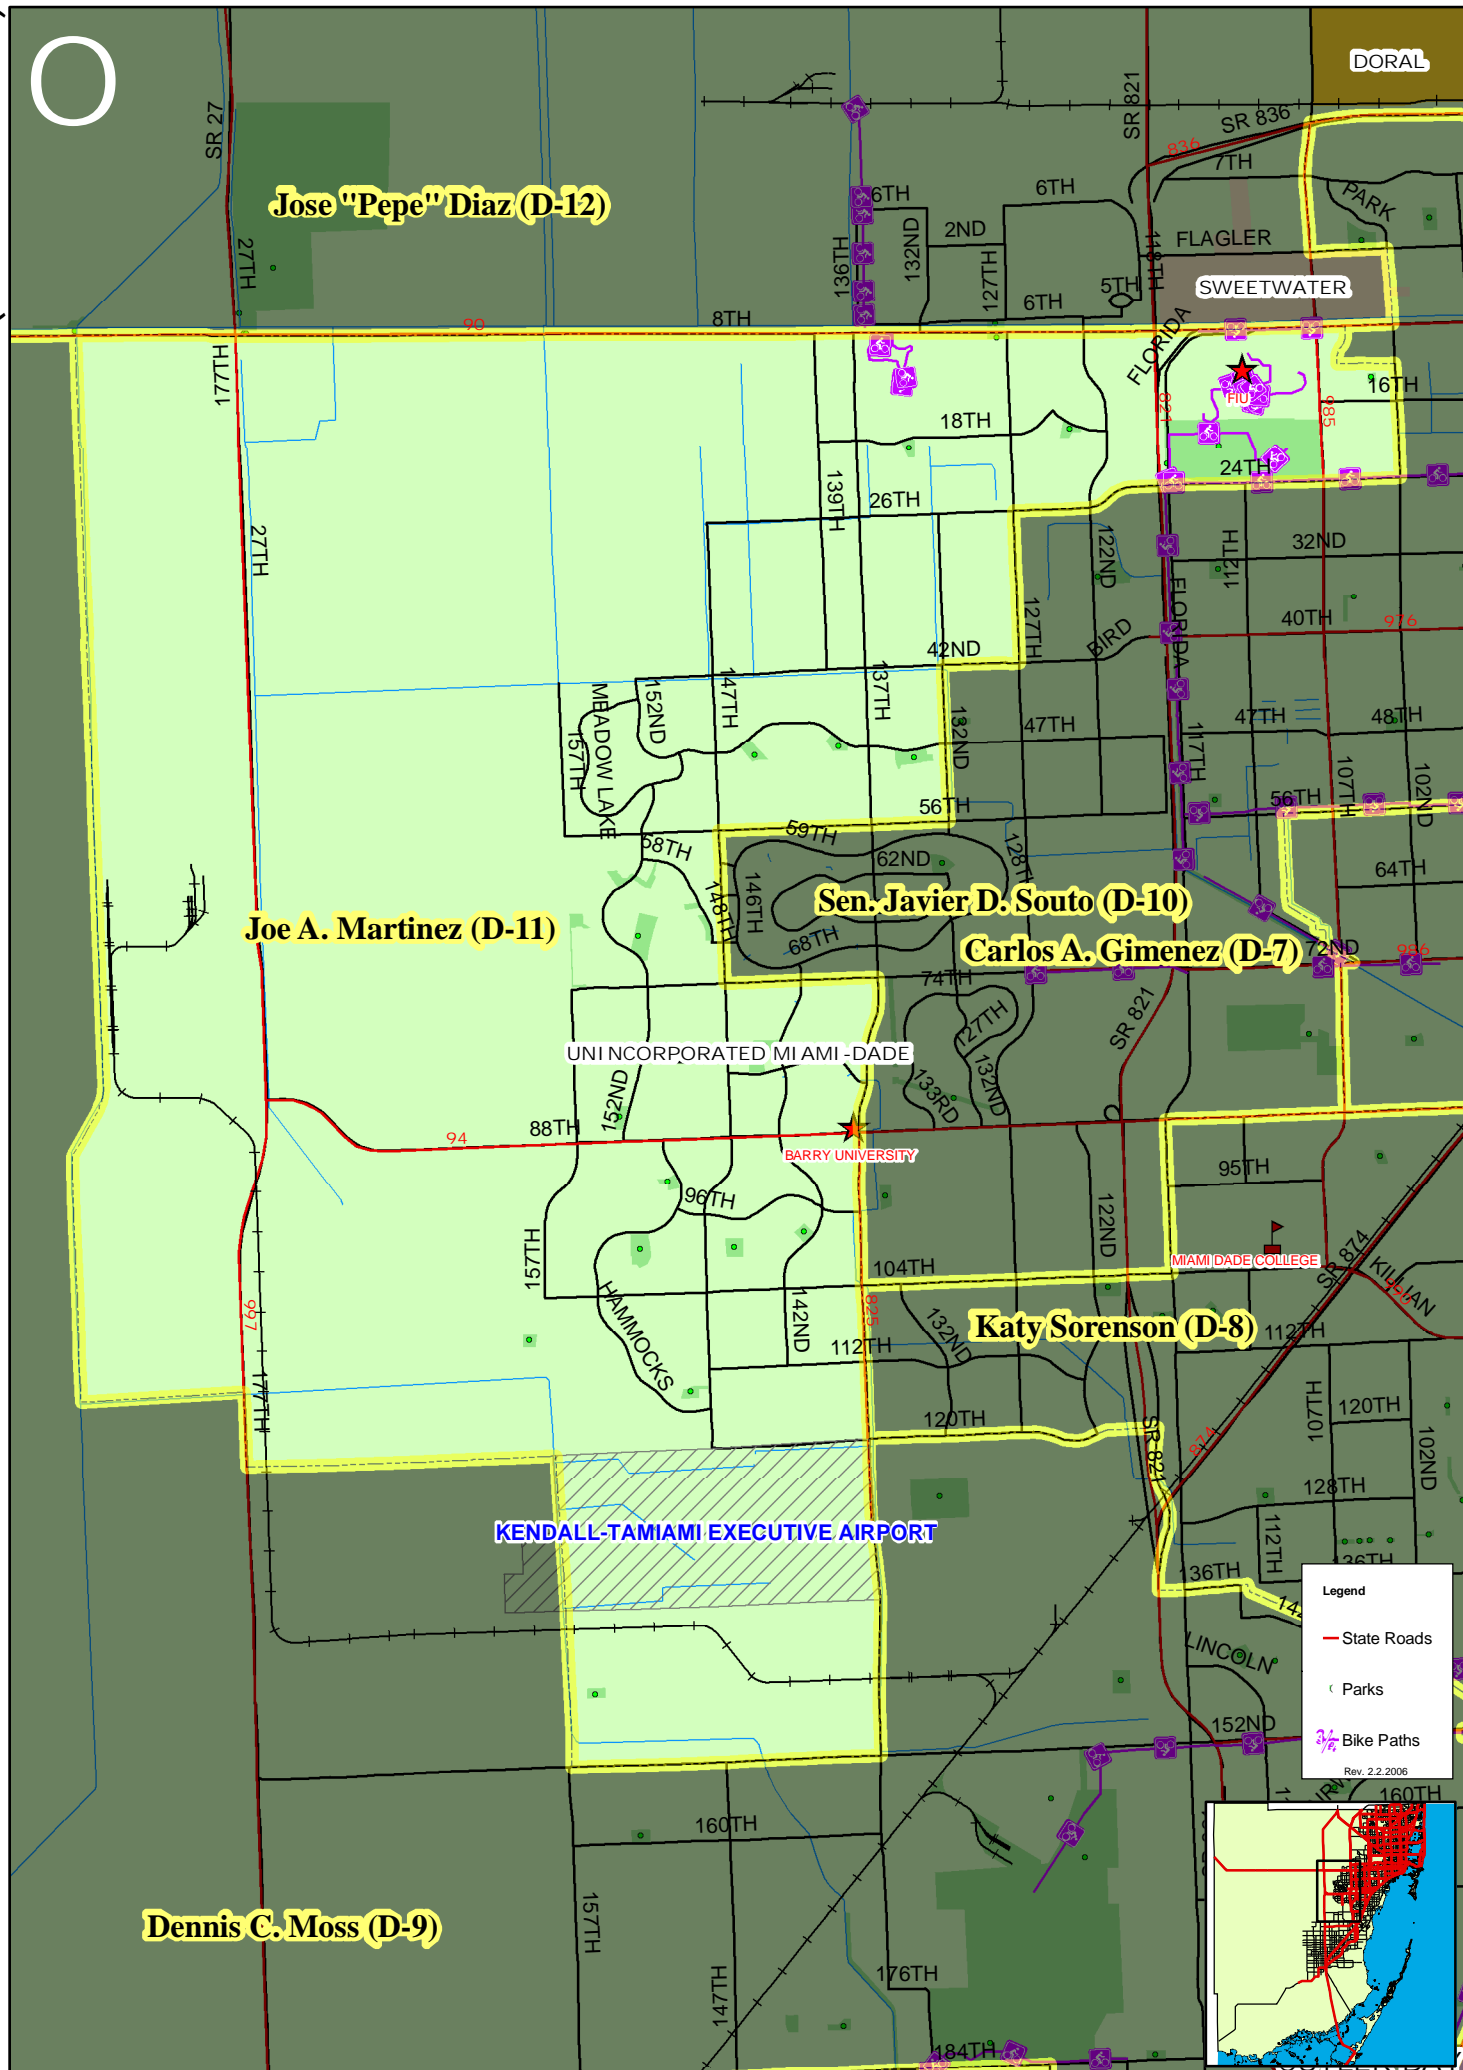 O
DORAL
SR 27
SR 821
SR 836
836
7TH
PARK
Jose "Pepe" Diaz (D-12)
6TH
6TH
2ND
132ND
127TH
136TH
27TH
118TH
FLAGLER
5TH
6TH
SWEETWATER
90
8TH
FLORIDA
177TH
821
FIU
985
16TH
18TH
24TH
139TH
26TH
27TH
122ND
112TH
32ND
127TH
FLORIDA
40TH
976
BIRD
42ND
147TH
137TH
152ND
MEADOW LAKE
157TH
132ND
47TH
117TH
47TH
48TH
107TH
102ND
56TH
56TH
59TH
58TH
62ND
128TH
64TH
148TH
146TH
Sen. Javier D. Souto (D-10)
Joe A. Martinez (D-11)
68TH
Carlos A. Gimenez (D-7)
72ND
986
74TH
SR 821
127TH
UNINCORPORATED MIAMI-DADE
152ND
133RD
132ND
94
88TH
BARRY UNIVERSITY
95TH
96TH
122ND
157TH
104TH
MIAMI DADE COLLEGE
SR 874
KILLIAN
990
997
HAMMOCKS
142ND
825
132ND
Katy Sorenson (D-8)
112TH
112TH
177TH
107TH
120TH
120TH
102ND
SR 821
874
128TH
KENDALL-TAMIAMI EXECUTIVE AIRPORT
112TH
136TH
136TH
Legend
State Roads
Parks
Bike Paths
Rev. 2.2.2006
LINCOLN
152ND
160TH
160TH
Dennis C. Moss (D-9)
157TH
147TH
176TH
184TH